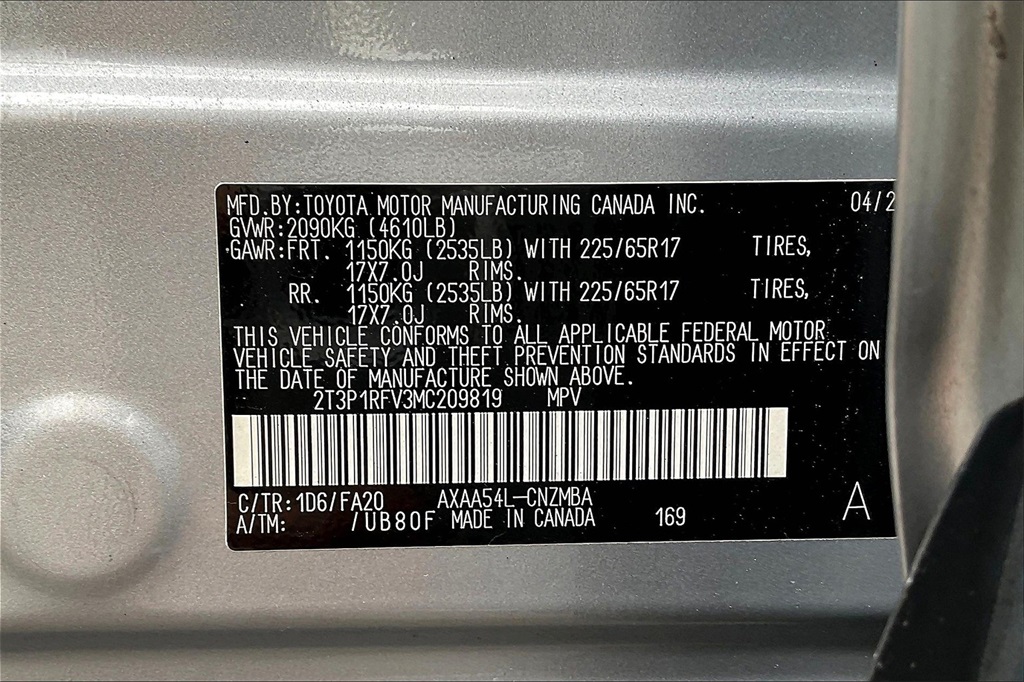 MFD.BY:TOYOTA MOTOR MANUFACTURING CANADA INC. 04/2
GVWR:2090KG (4610LB)
GAWR:FRT. 1150KG (2535LB) WITH 225/65R17 TIRES,
17X7.0J RIMS.
RR. 1150KG (2535LB) WITH 225/65R17 TIRES,
17X7.0J RIMS.
THIS VEHICLE CONFORMS TO ALL APPLICABLE FEDERAL MOTOR
VEHICLE SAFETY AND THEFT PREVENTION STANDARDS IN EFFECT ON
THE DATE OF MANUFACTURE SHOWN ABOVE.
2T3P1RFV3MC209819 MPV
C/TR:1D6/FA20 AXAA54L-CNZMBA
A/TM: /UB80F MADE IN CANADA 169 A